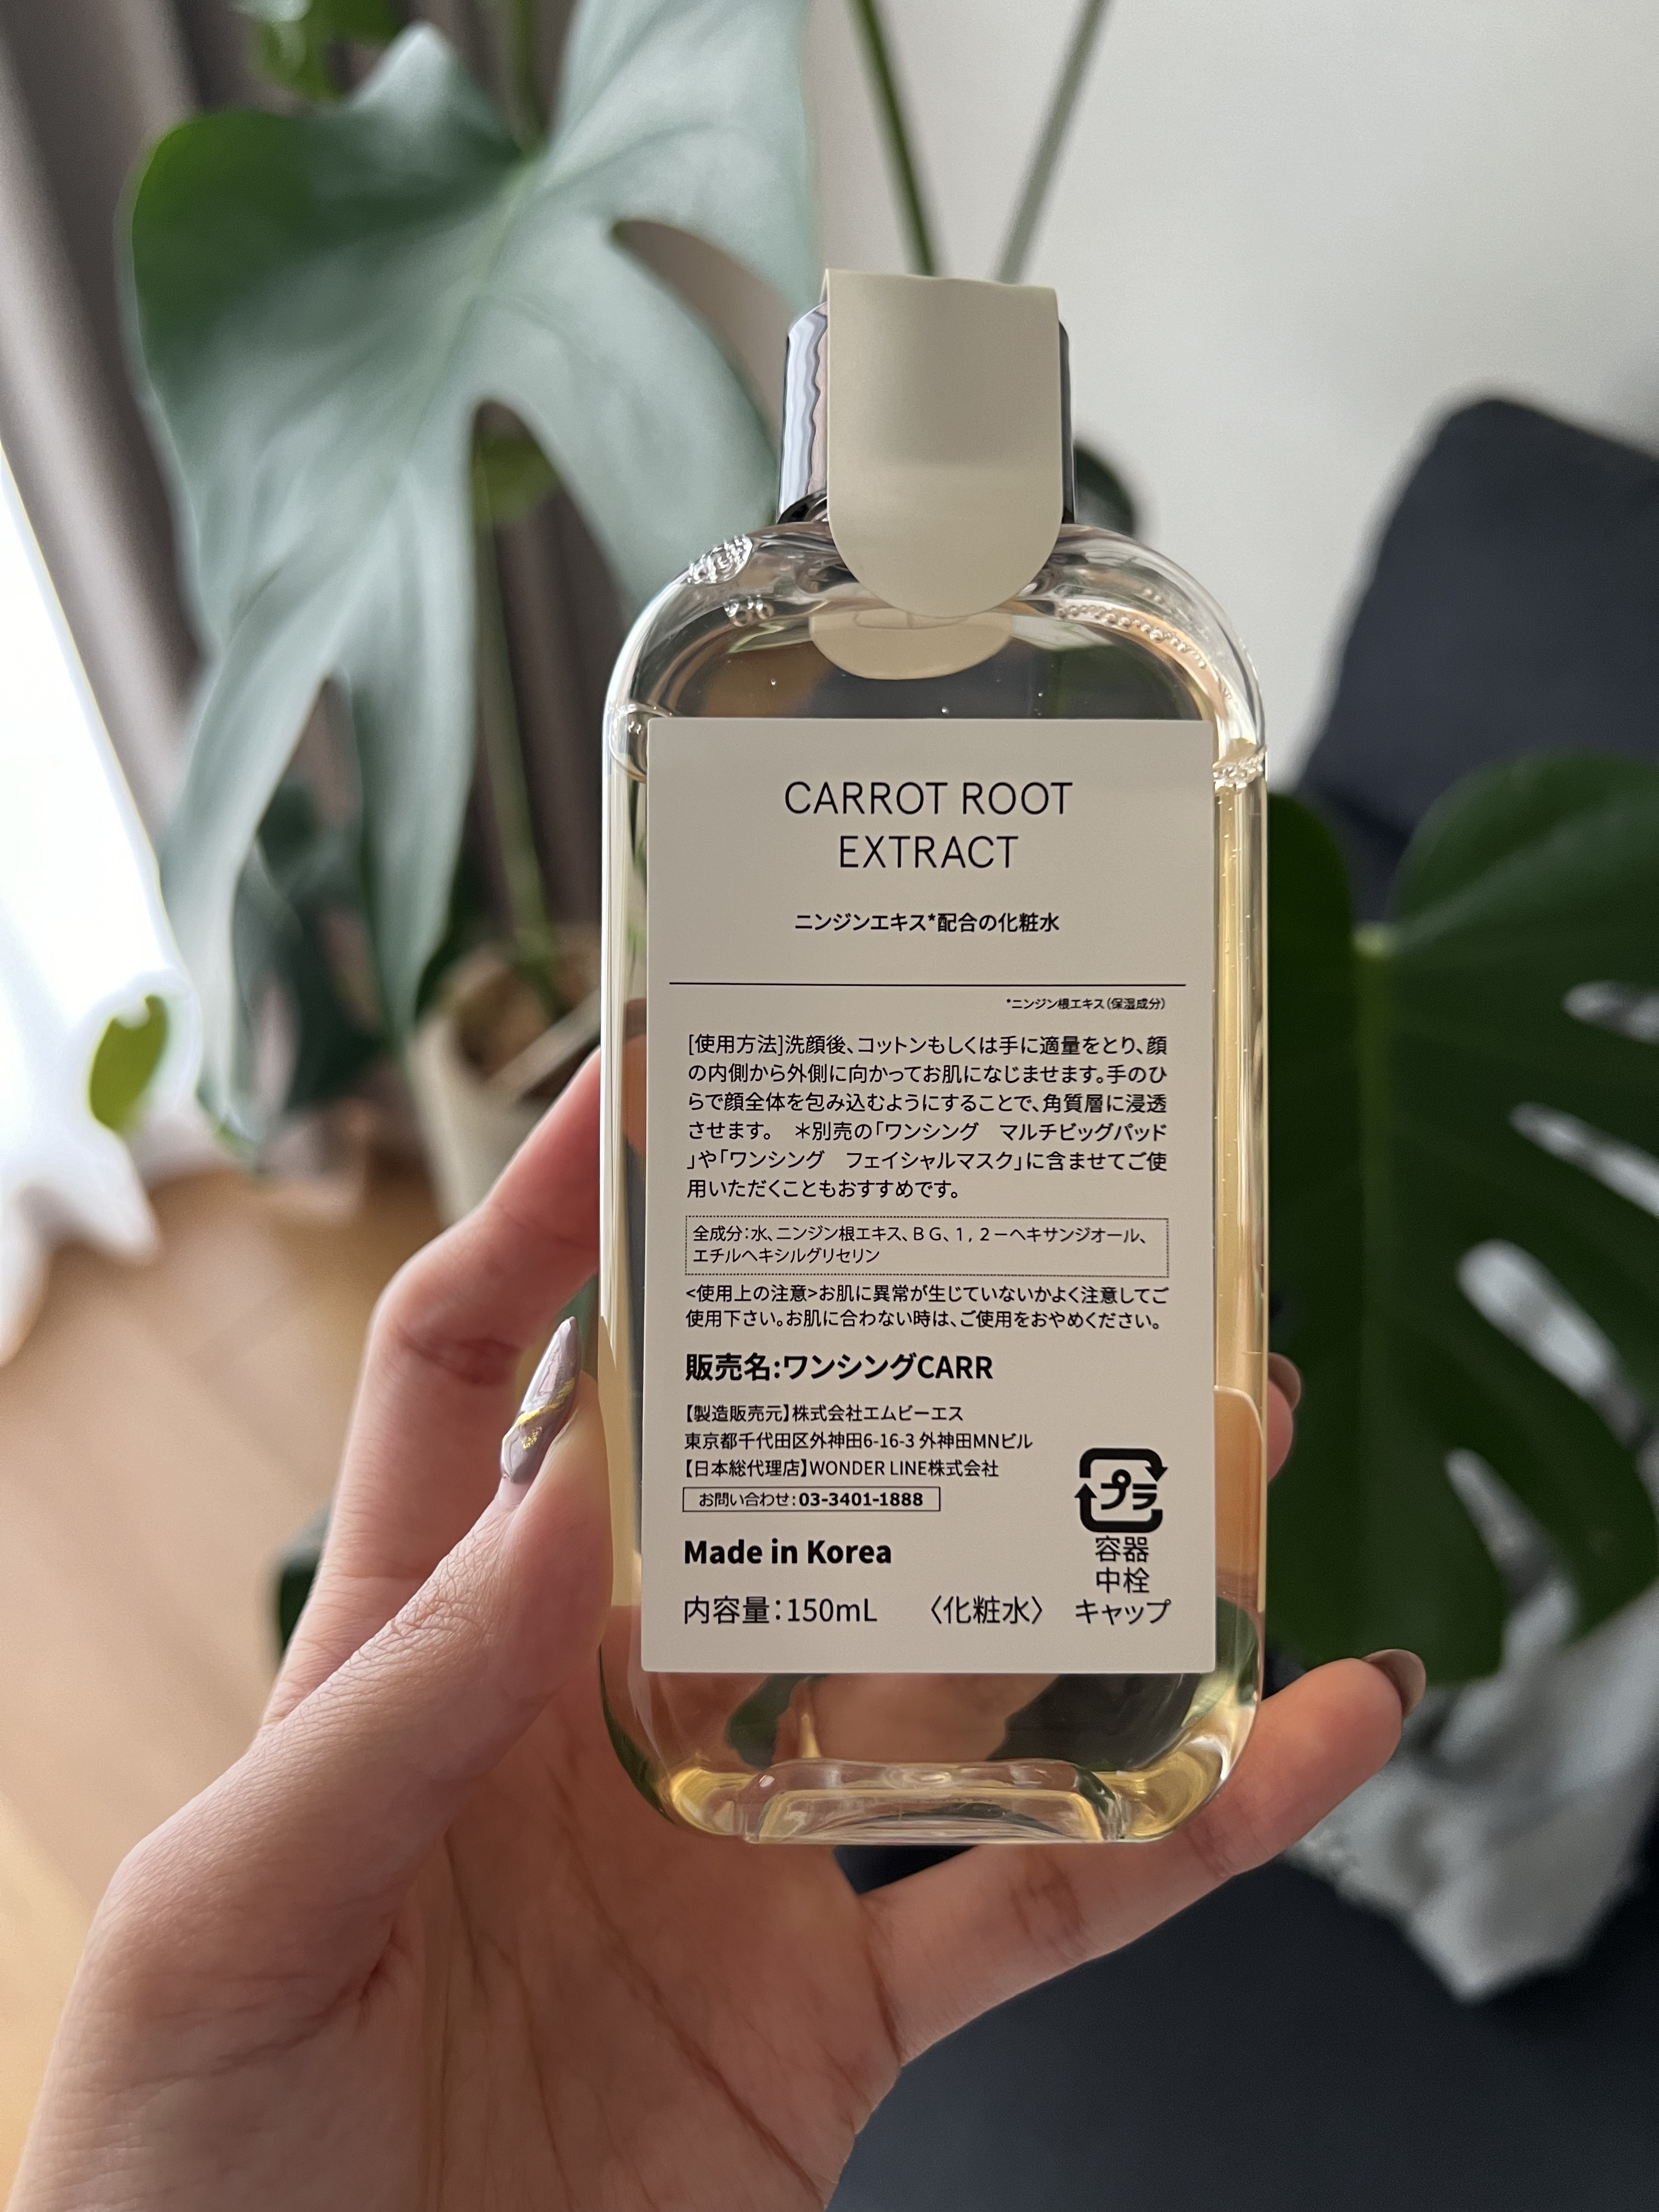 CARROT ROOT
EXTRACT
ニンジンエキス*配合の化粧水
*ニンジン根エキス(保湿成分)
[使用方法]洗顔後、コットンもしくは手に適量をとり、顔
の内側から外側に向かってお肌になじませます。手のひ
らで顔全体を包み込むようにすることで、角質層に浸透
させます。　＊別売の「ワンシング　マルチビッグパッド
」や「ワンシング　フェイシャルマスク」に含ませてご使
用いただくこともおすすめです。
全成分:水、ニンジン根エキス、ＢＧ、１,２－ヘキサンジオール、
エチルヘキシルグリセリン
<使用上の注意>お肌に異常が生じていないかよく注意してご
使用下さい。お肌に合わない時は、ご使用をおやめください。
販売名:ワンシングCARR
【製造販売元】株式会社エムビーエス
東京都千代田区外神田6-16-3 外神田MNビル
【日本総代理店】WONDER LINE株式会社
お問い合わせ:03-3401-1888
Made in Korea
内容量:150mL　〈化粧水〉
プラ
容器
中栓
キャップ